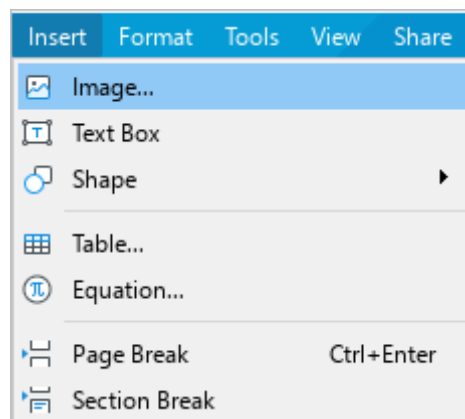 Insert Format Tools View Share
Image...
Text Box
Shape
Table...
Equation...
Page Break Ctrl+Enter
Section Break